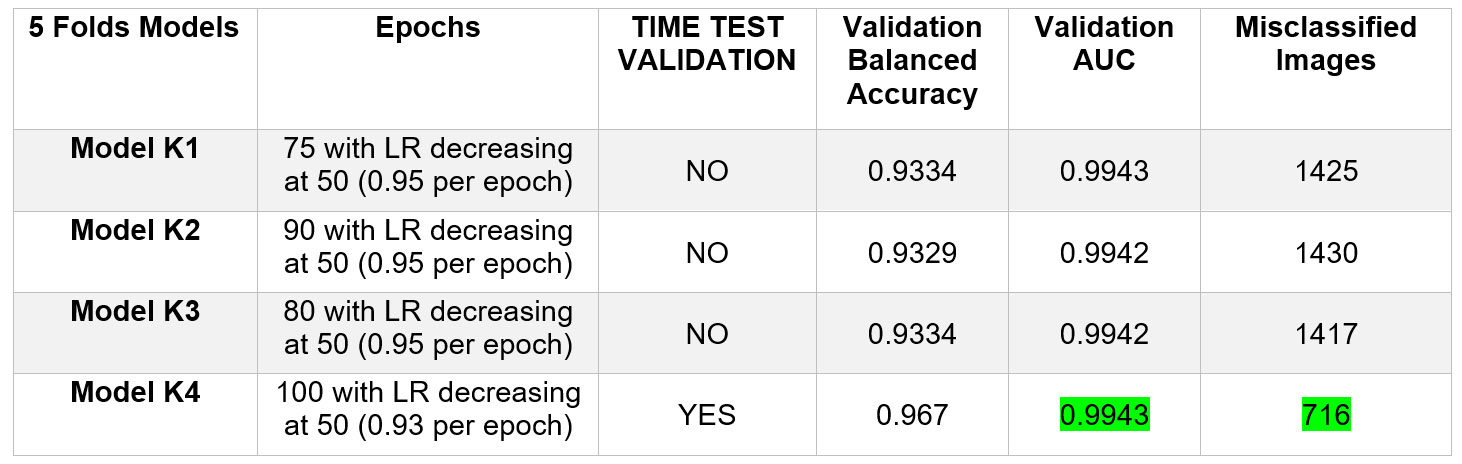 5 Folds Models
Epochs
TIME TEST
VALIDATION
Validation
Balanced
Accuracy
Validation
AUC
Misclassified
Images
Model K1
75 with LR decreasing
at 50 (0.95 per epoch)
NO
0.9334
0.9943
1425
Model K2
90 with LR decreasing
at 50 (0.95 per epoch)
NO
0.9329
0.9942
1430
Model K3
80 with LR decreasing
at 50 (0.95 per epoch)
NO
0.9334
0.9942
1417
Model K4
100 with LR decreasing
at 50 (0.93 per epoch)
YES
0.967
0.9943
716